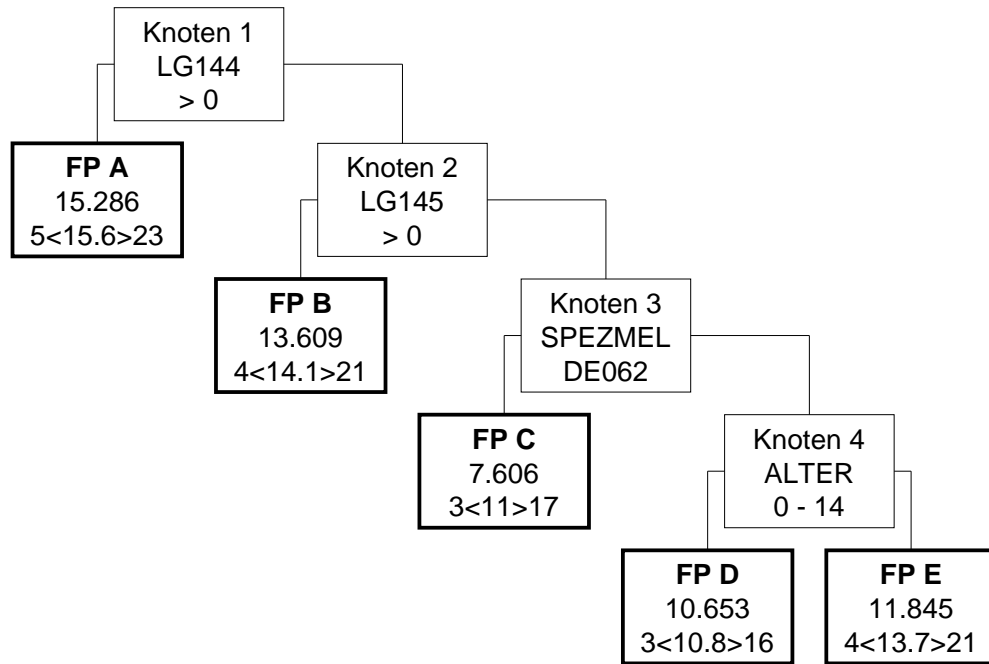 Knoten 1
LG144
> 0
FP A
15.286
5<15.6>23
Knoten 2
LG145
> 0
FP B
13.609
4<14.1>21
Knoten 3
SPEZMEL
DE062
FP C
7.606
3<11>17
Knoten 4
ALTER
0 - 14
FP D
10.653
3<10.8>16
FP E
11.845
4<13.7>21